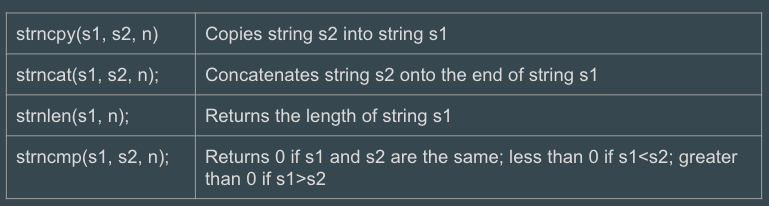 strncpy(s1, s2, n)
Copies string s2 into string s1
strncat(s1, s2, n);
Concatenates string s2 onto the end of string s1
strnlen(s1, n);
Returns the length of string s1
strncmp(s1, s2, n);
Returns 0 if s1 and s2 are the same; less than 0 if s1<s2; greater
than 0 if s1>s2